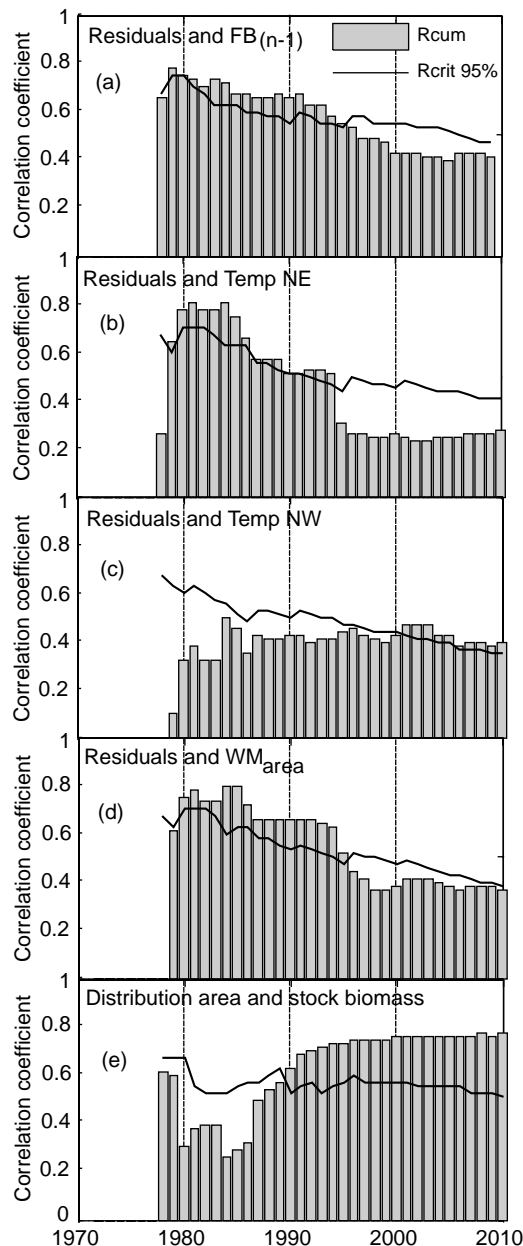 1
Residuals and FB(n-1)
Rcum
Rcrit 95%
(a)
0.8
0.6
0.4
0.2
Correlation coefficient
1
Residuals and Temp NE
(b)
0.8
0.6
0.4
0.2
Correlation coefficient
1
Residuals and Temp NW
(c)
0.8
0.6
0.4
0.2
Correlation coefficient
1
Residuals and WMarea
(d)
0.8
0.6
0.4
0.2
Correlation coefficient
1
Distribution area and stock biomass
(e)
0.8
0.6
0.4
0.2
0
Correlation coefficient
1970
1980
1990
2000
2010